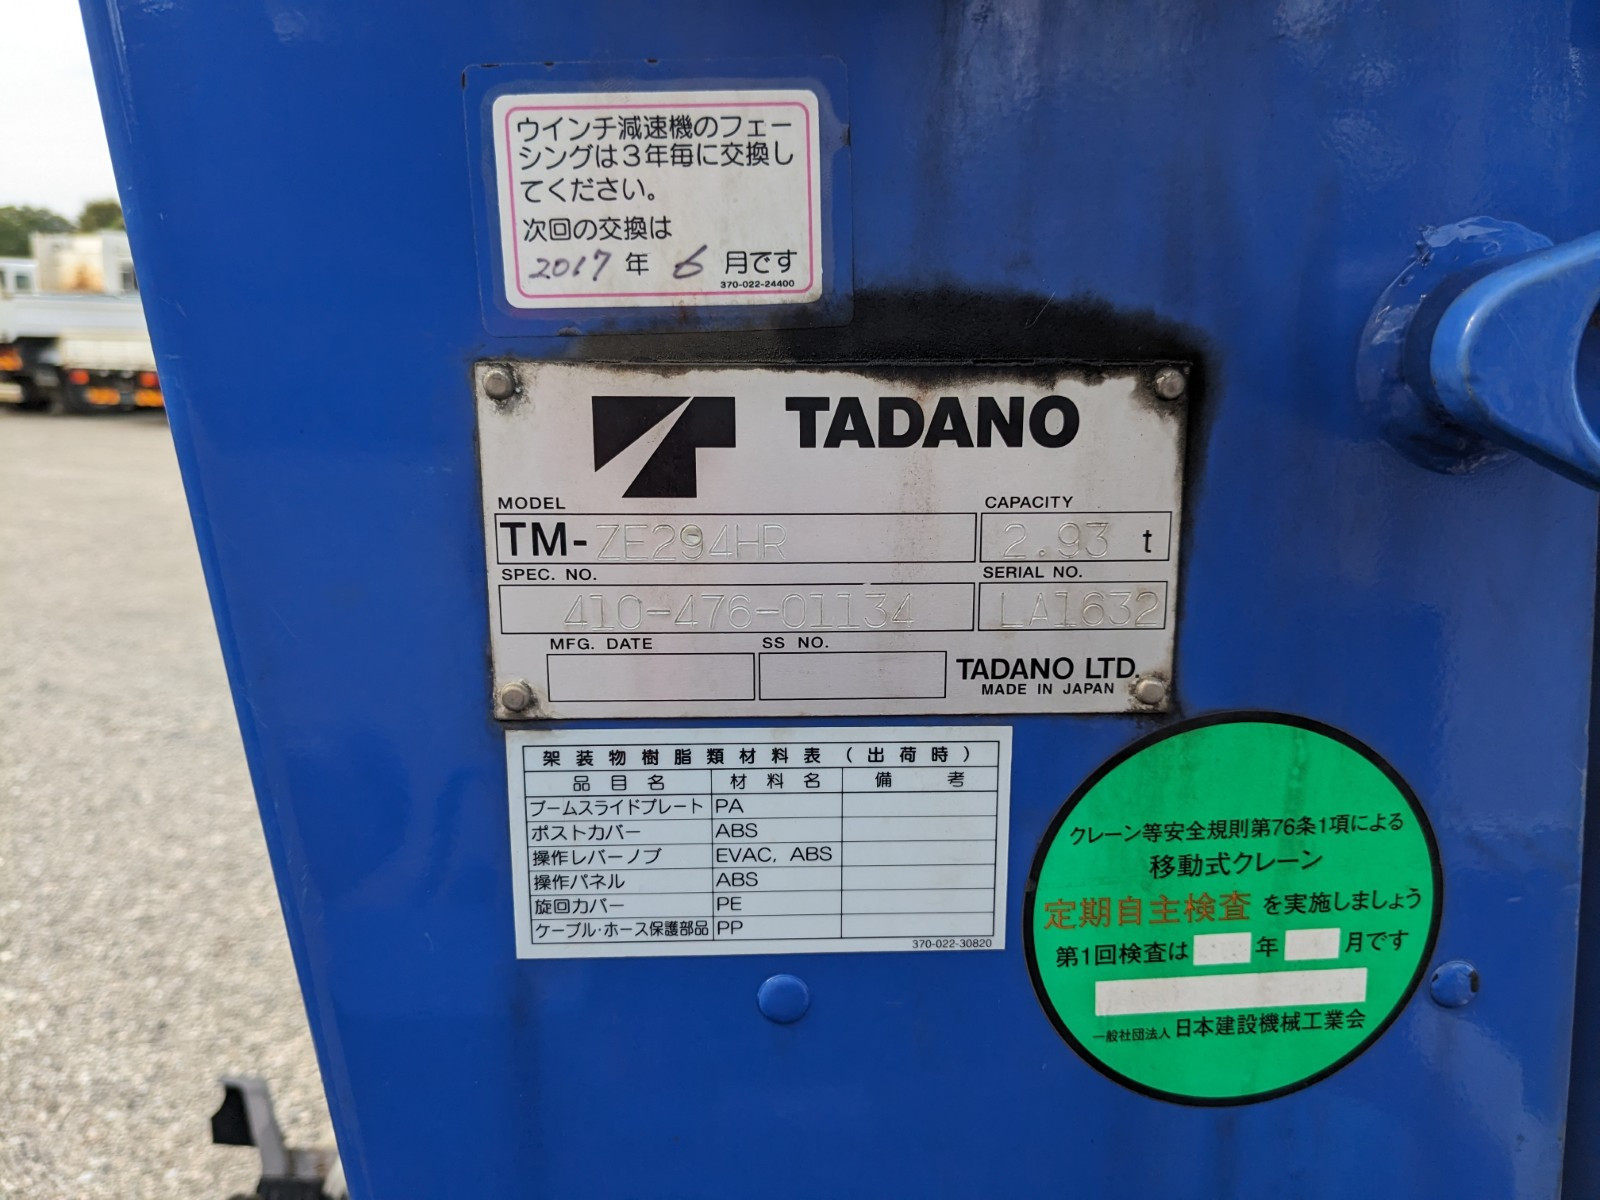 ウインチ減速機のフェー
シングは3年毎に交換し
てください。
次回の交換は
2017 年 6 月です
370-022-24400
TADANO
MODEL
TM-ZE294HR
CAPACITY
2.93 t
SPEC. NO.
410-476-01134
SERIAL NO.
LA1632
MFG. DATE
SS NO.
TADANO LTD.
MADE IN JAPAN
架装物樹脂類材料表(出荷時)
品目名 材料名 備考
ブームスライドプレート PA
ポストカバー ABS
操作レバーノブ EVAC, ABS
操作パネル ABS
旋回カバー PE
ケーブル・ホース保護部品 PP
370-022-30820
クレーン等安全規則第76条1項による
移動式クレーン
定期自主検査を実施しましょう
第1回検査は 年 月です
一般社団法人 日本建設機械工業会